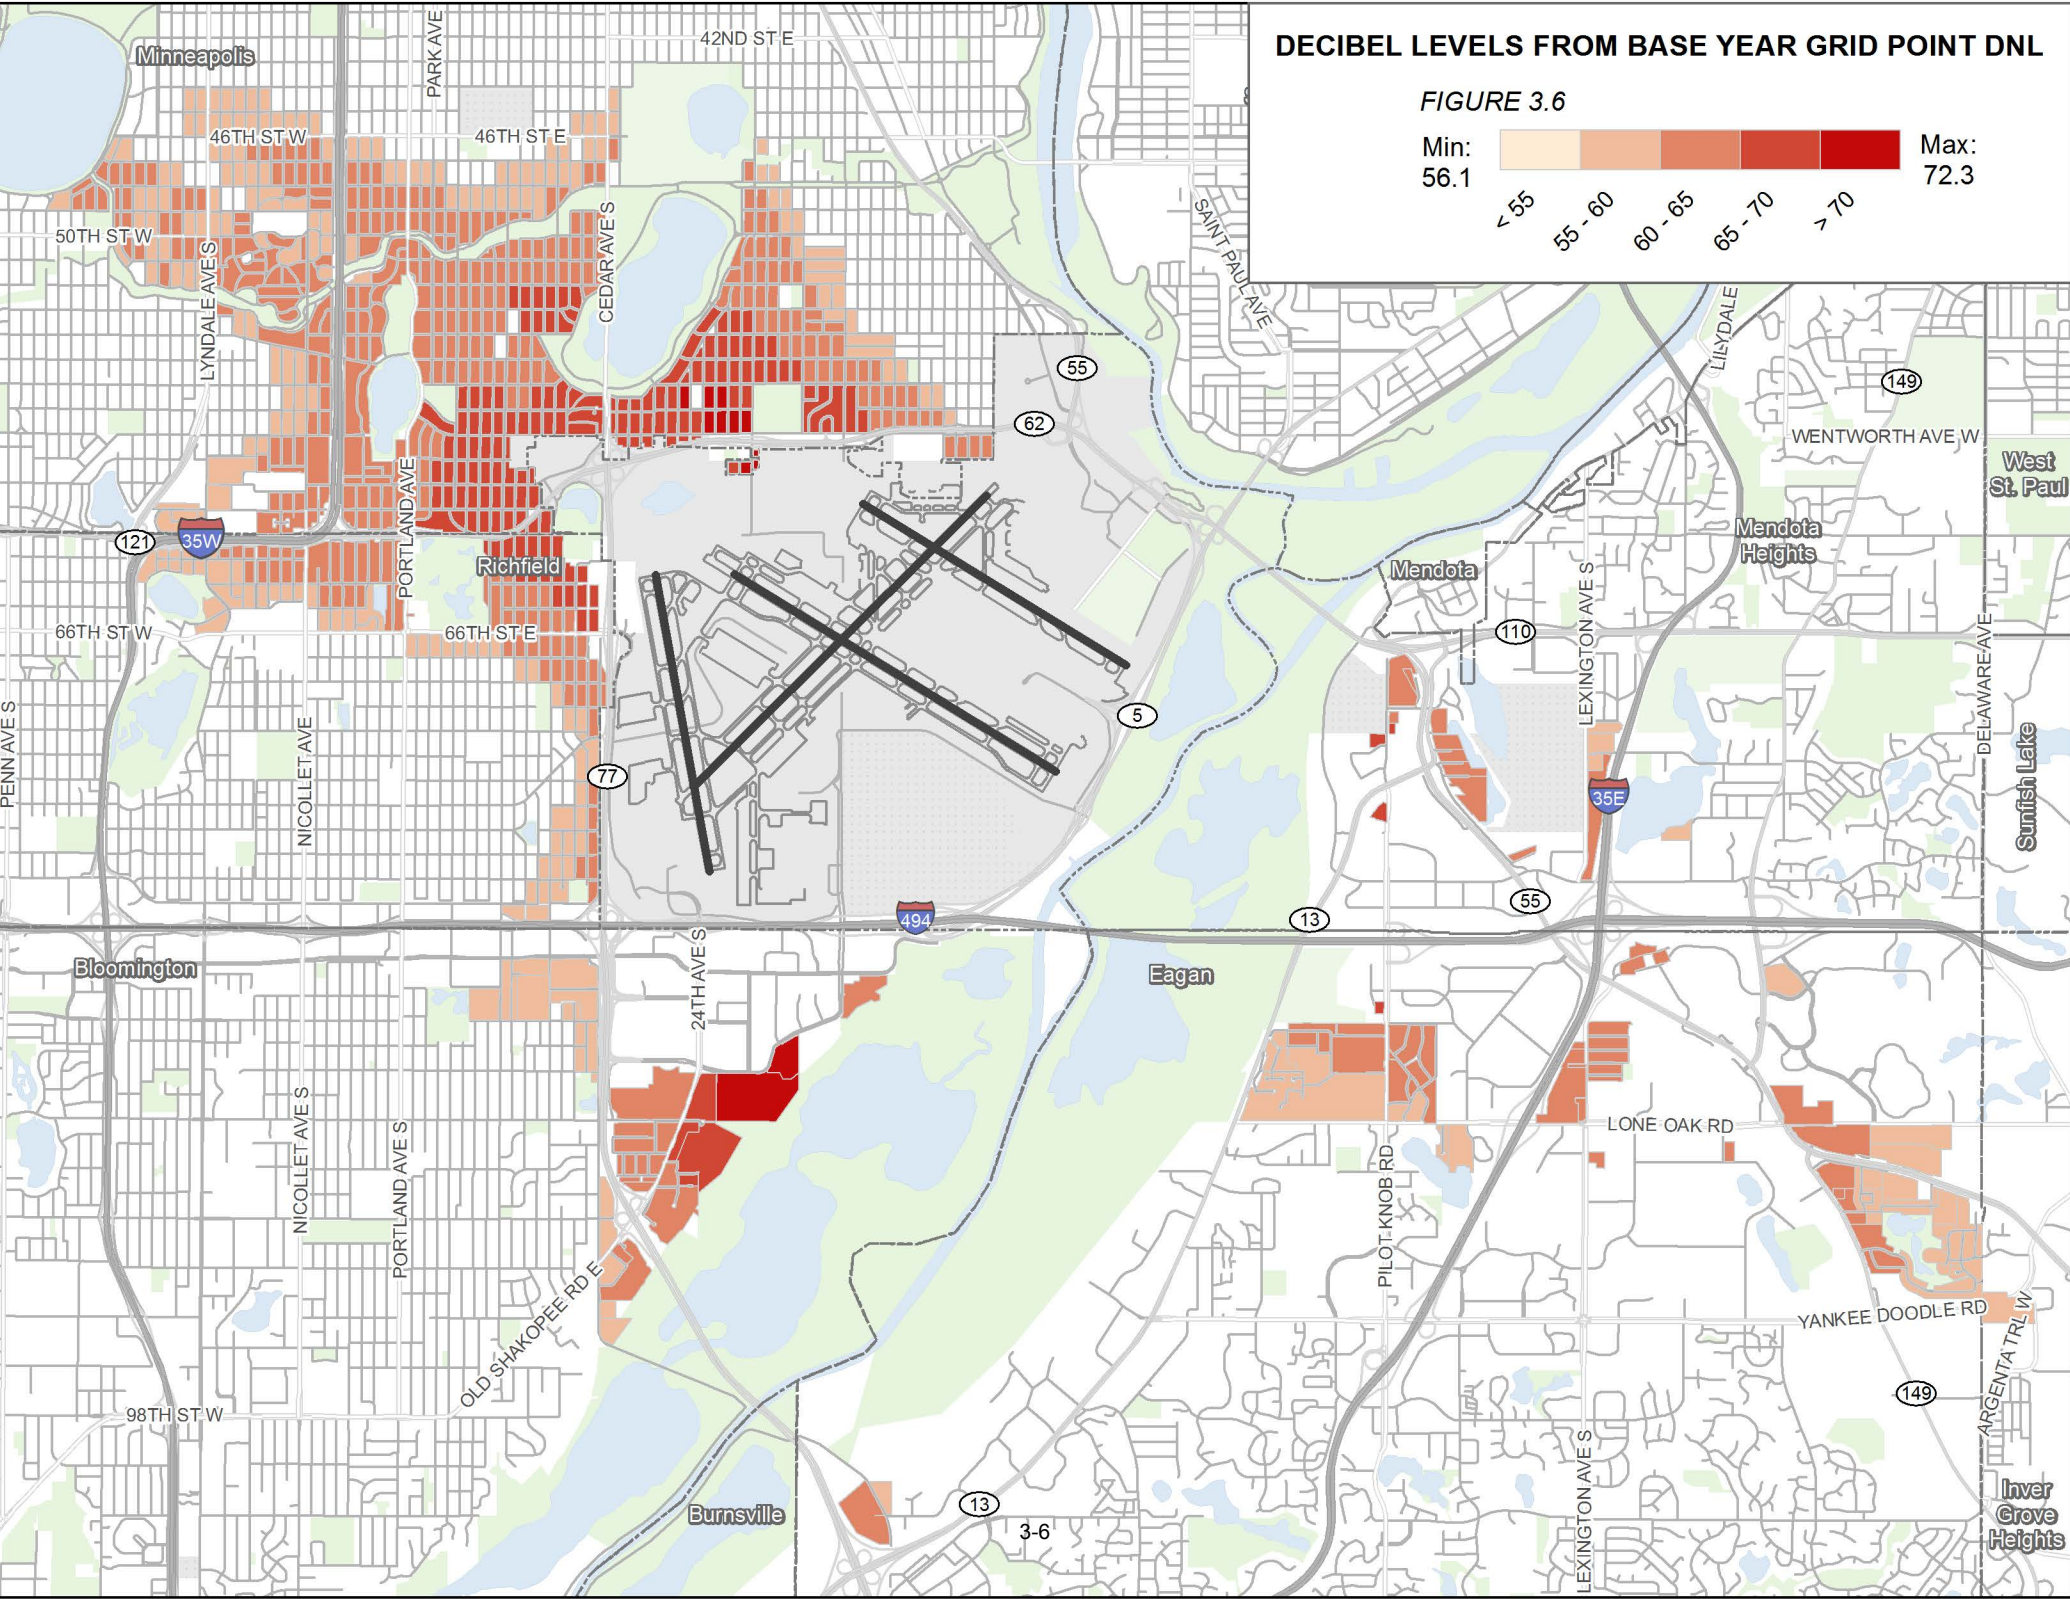 DECIBEL LEVELS FROM BASE YEAR GRID POINT DNL
FIGURE 3.6
Min:
56.1
Max:
72.3
< 55
55 - 60
60 - 65
65 - 70
> 70
Minneapolis
PARK AVE
42ND ST E
46TH ST W
46TH ST E
50TH ST W
LYNDALE AVE S
CEDAR AVE S
SAINT PAUL AVE
LILYDALE
55
149
62
WENTWORTH AVE W
West
St. Paul
PORTLAND AVE
121
35W
Richfield
Mendota
Mendota
Heights
66TH ST W
66TH ST E
110
LEXINGTON AVE S
DELAWARE AVE
PENN AVE S
NICOLLET AVE
5
77
35E
Sunfish Lake
494
13
55
Bloomington
24TH AVE S
Eagan
NICOLLET AVE S
PORTLAND AVE S
LONE OAK RD
PILOT KNOB RD
OLD SHAKOPEE RD E
YANKEE DOODLE RD
ARGENTA TRL W
149
98TH ST W
LEXINGTON AVE S
Burnsville
13
3-6
Inver
Grove
Heights